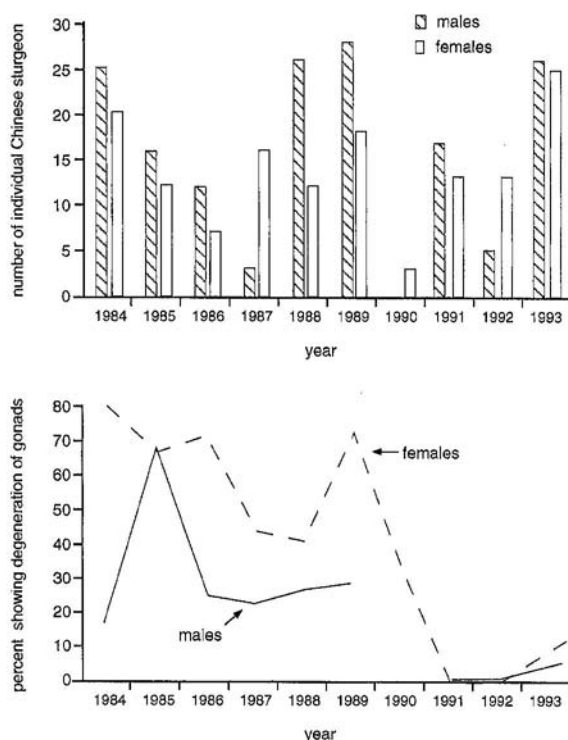 number of individual Chinese sturgeon
30
25
20
15
10
5
0
males
females
1984 1985 1986 1987 1988 1989 1990 1991 1992 1993
year
percent showing degeneration of gonads
80
70
60
50
40
30
20
10
0
females
males
1984 1985 1986 1967 1988 1989 1990 1991 1992 1993
year